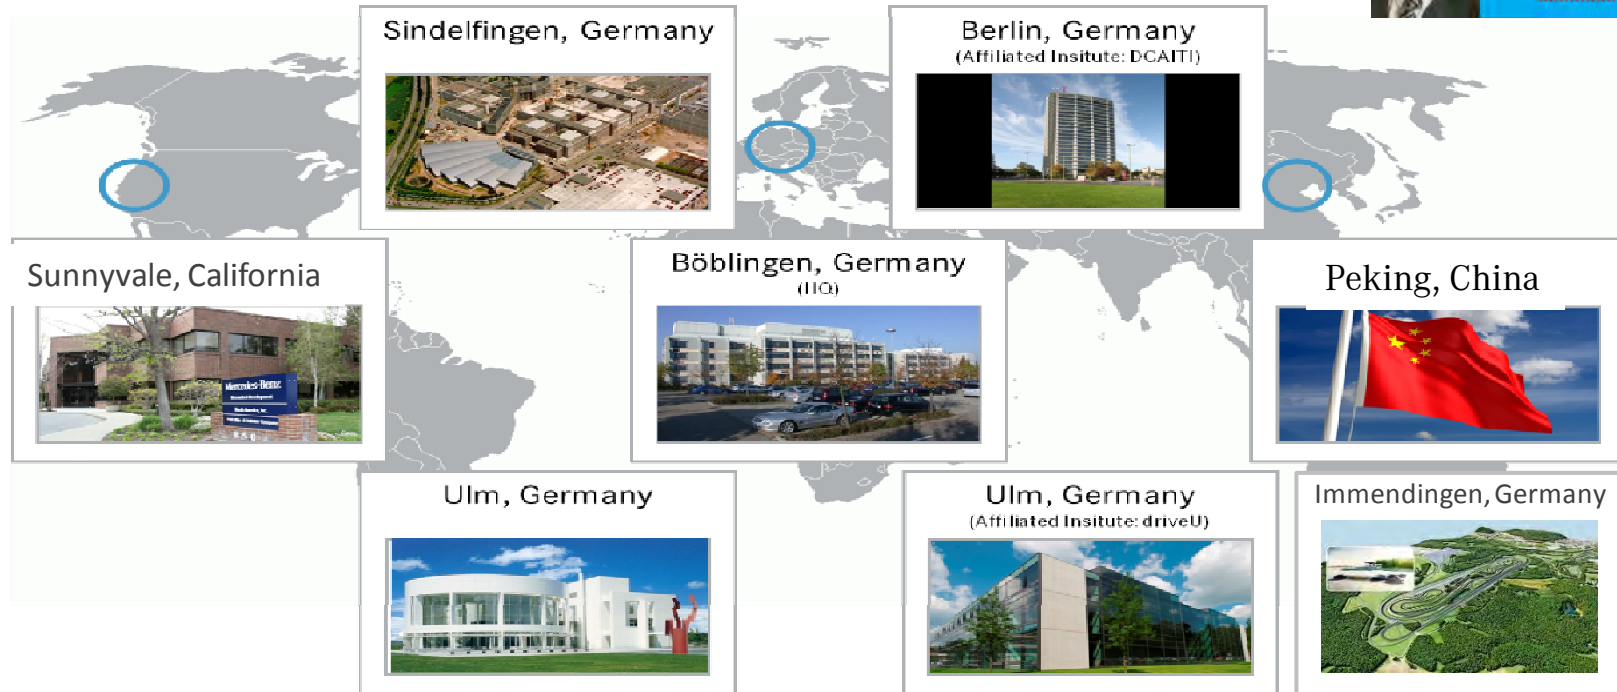 Sindelfingen, Germany
Berlin, Germany
(Affiliated Insitute: DCAITI)
Sunnyvale, California
Mercedes-Benz
Böblingen, Germany
(HQ)
Peking, China
Ulm, Germany
Ulm, Germany
(Affiliated Insitute: driveU)
Immendingen, Germany